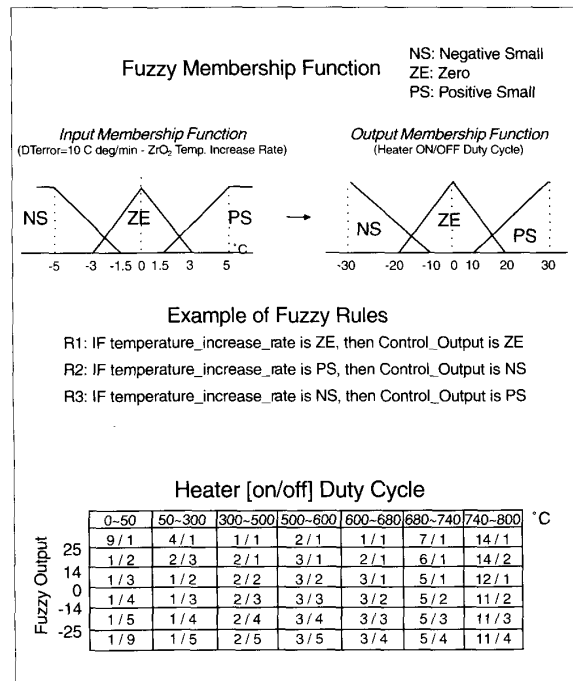 Fuzzy Membership Function
NS: Negative Small
ZE: Zero
PS: Positive Small
Input Membership Function
(DTerror=10 C deg/min - ZrO₂ Temp. Increase Rate)
Output Membership Function
(Heater ON/OFF Duty Cycle)
NS ZE PS
°C
-5 -3 -1.5 0 1.5 3 5
NS ZE PS
-30 -20 -10 0 10 20 30
Example of Fuzzy Rules
R1: IF temperature_increase_rate is ZE, then Control_Output is ZE
R2: IF temperature_increase_rate is PS, then Control_Output is NS
R3: IF temperature_increase_rate is NS, then Control_Output is PS
Heater [on/off] Duty Cycle
0~50 50~300 300~500 500~600 600~680 680~740 740~800 °C
9 / 1 4 / 1 1 / 1 2 / 1 1 / 1 7 / 1 14 / 1
25
1 / 2 2 / 3 2 / 1 3 / 1 2 / 1 6 / 1 14 / 2
14
1 / 3 1 / 2 2 / 2 3 / 2 3 / 1 5 / 1 12 / 1
0
1 / 4 1 / 3 2 / 3 3 / 3 3 / 2 5 / 2 11 / 2
-14
1 / 5 1 / 4 2 / 4 3 / 4 3 / 3 5 / 3 11 / 3
-25
1 / 9 1 / 5 2 / 5 3 / 5 3 / 4 5 / 4 11 / 4
Fuzzy Output